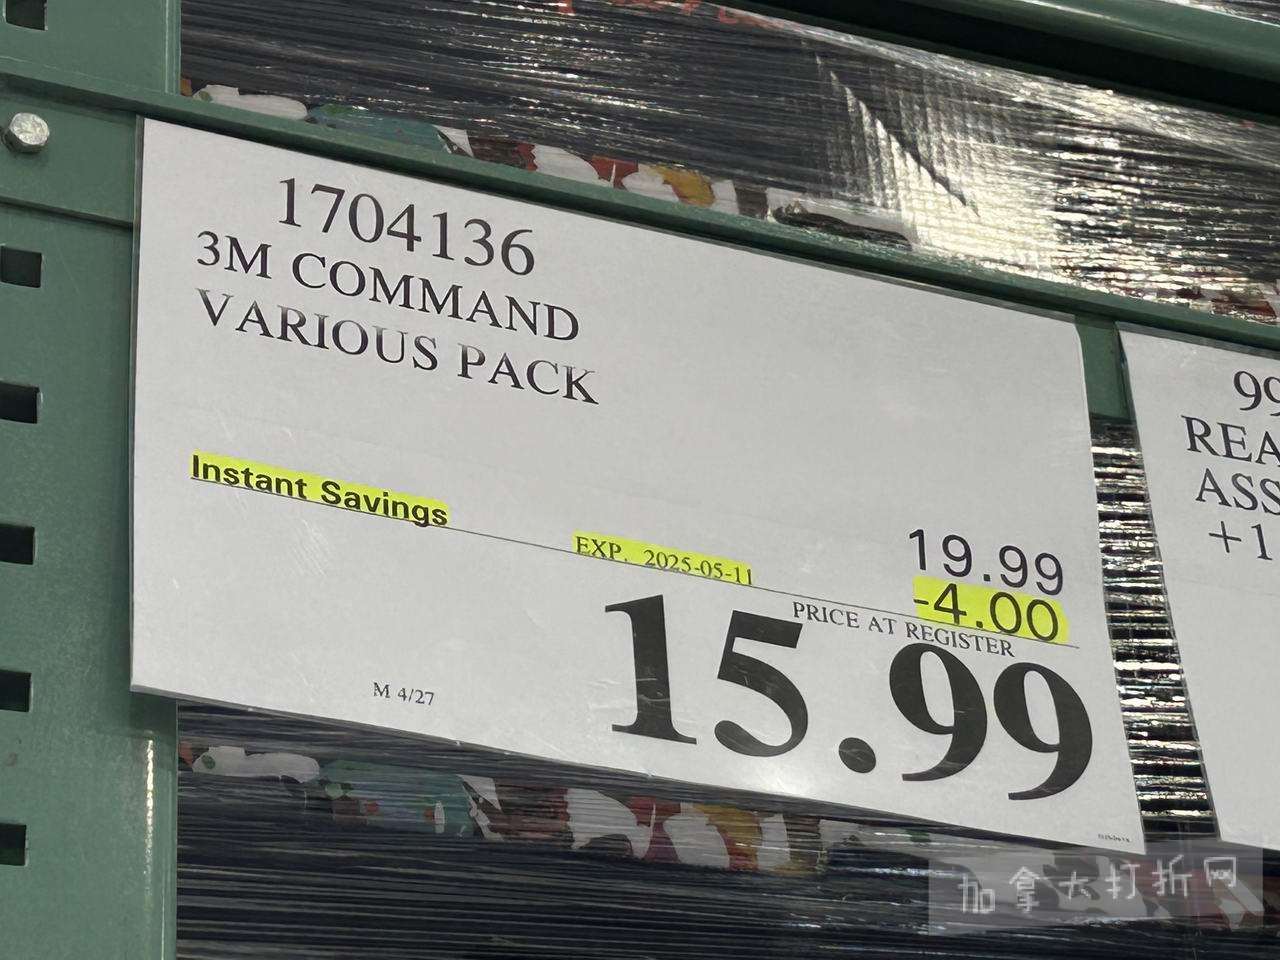 1704136
3M COMMAND
VARIOUS PACK
Instant Savings
EXP. 2025-05-11
19.99
-4.00
PRICE AT REGISTER
15.99
M 4/27
99
REA
ASS
+1
加拿大打折网